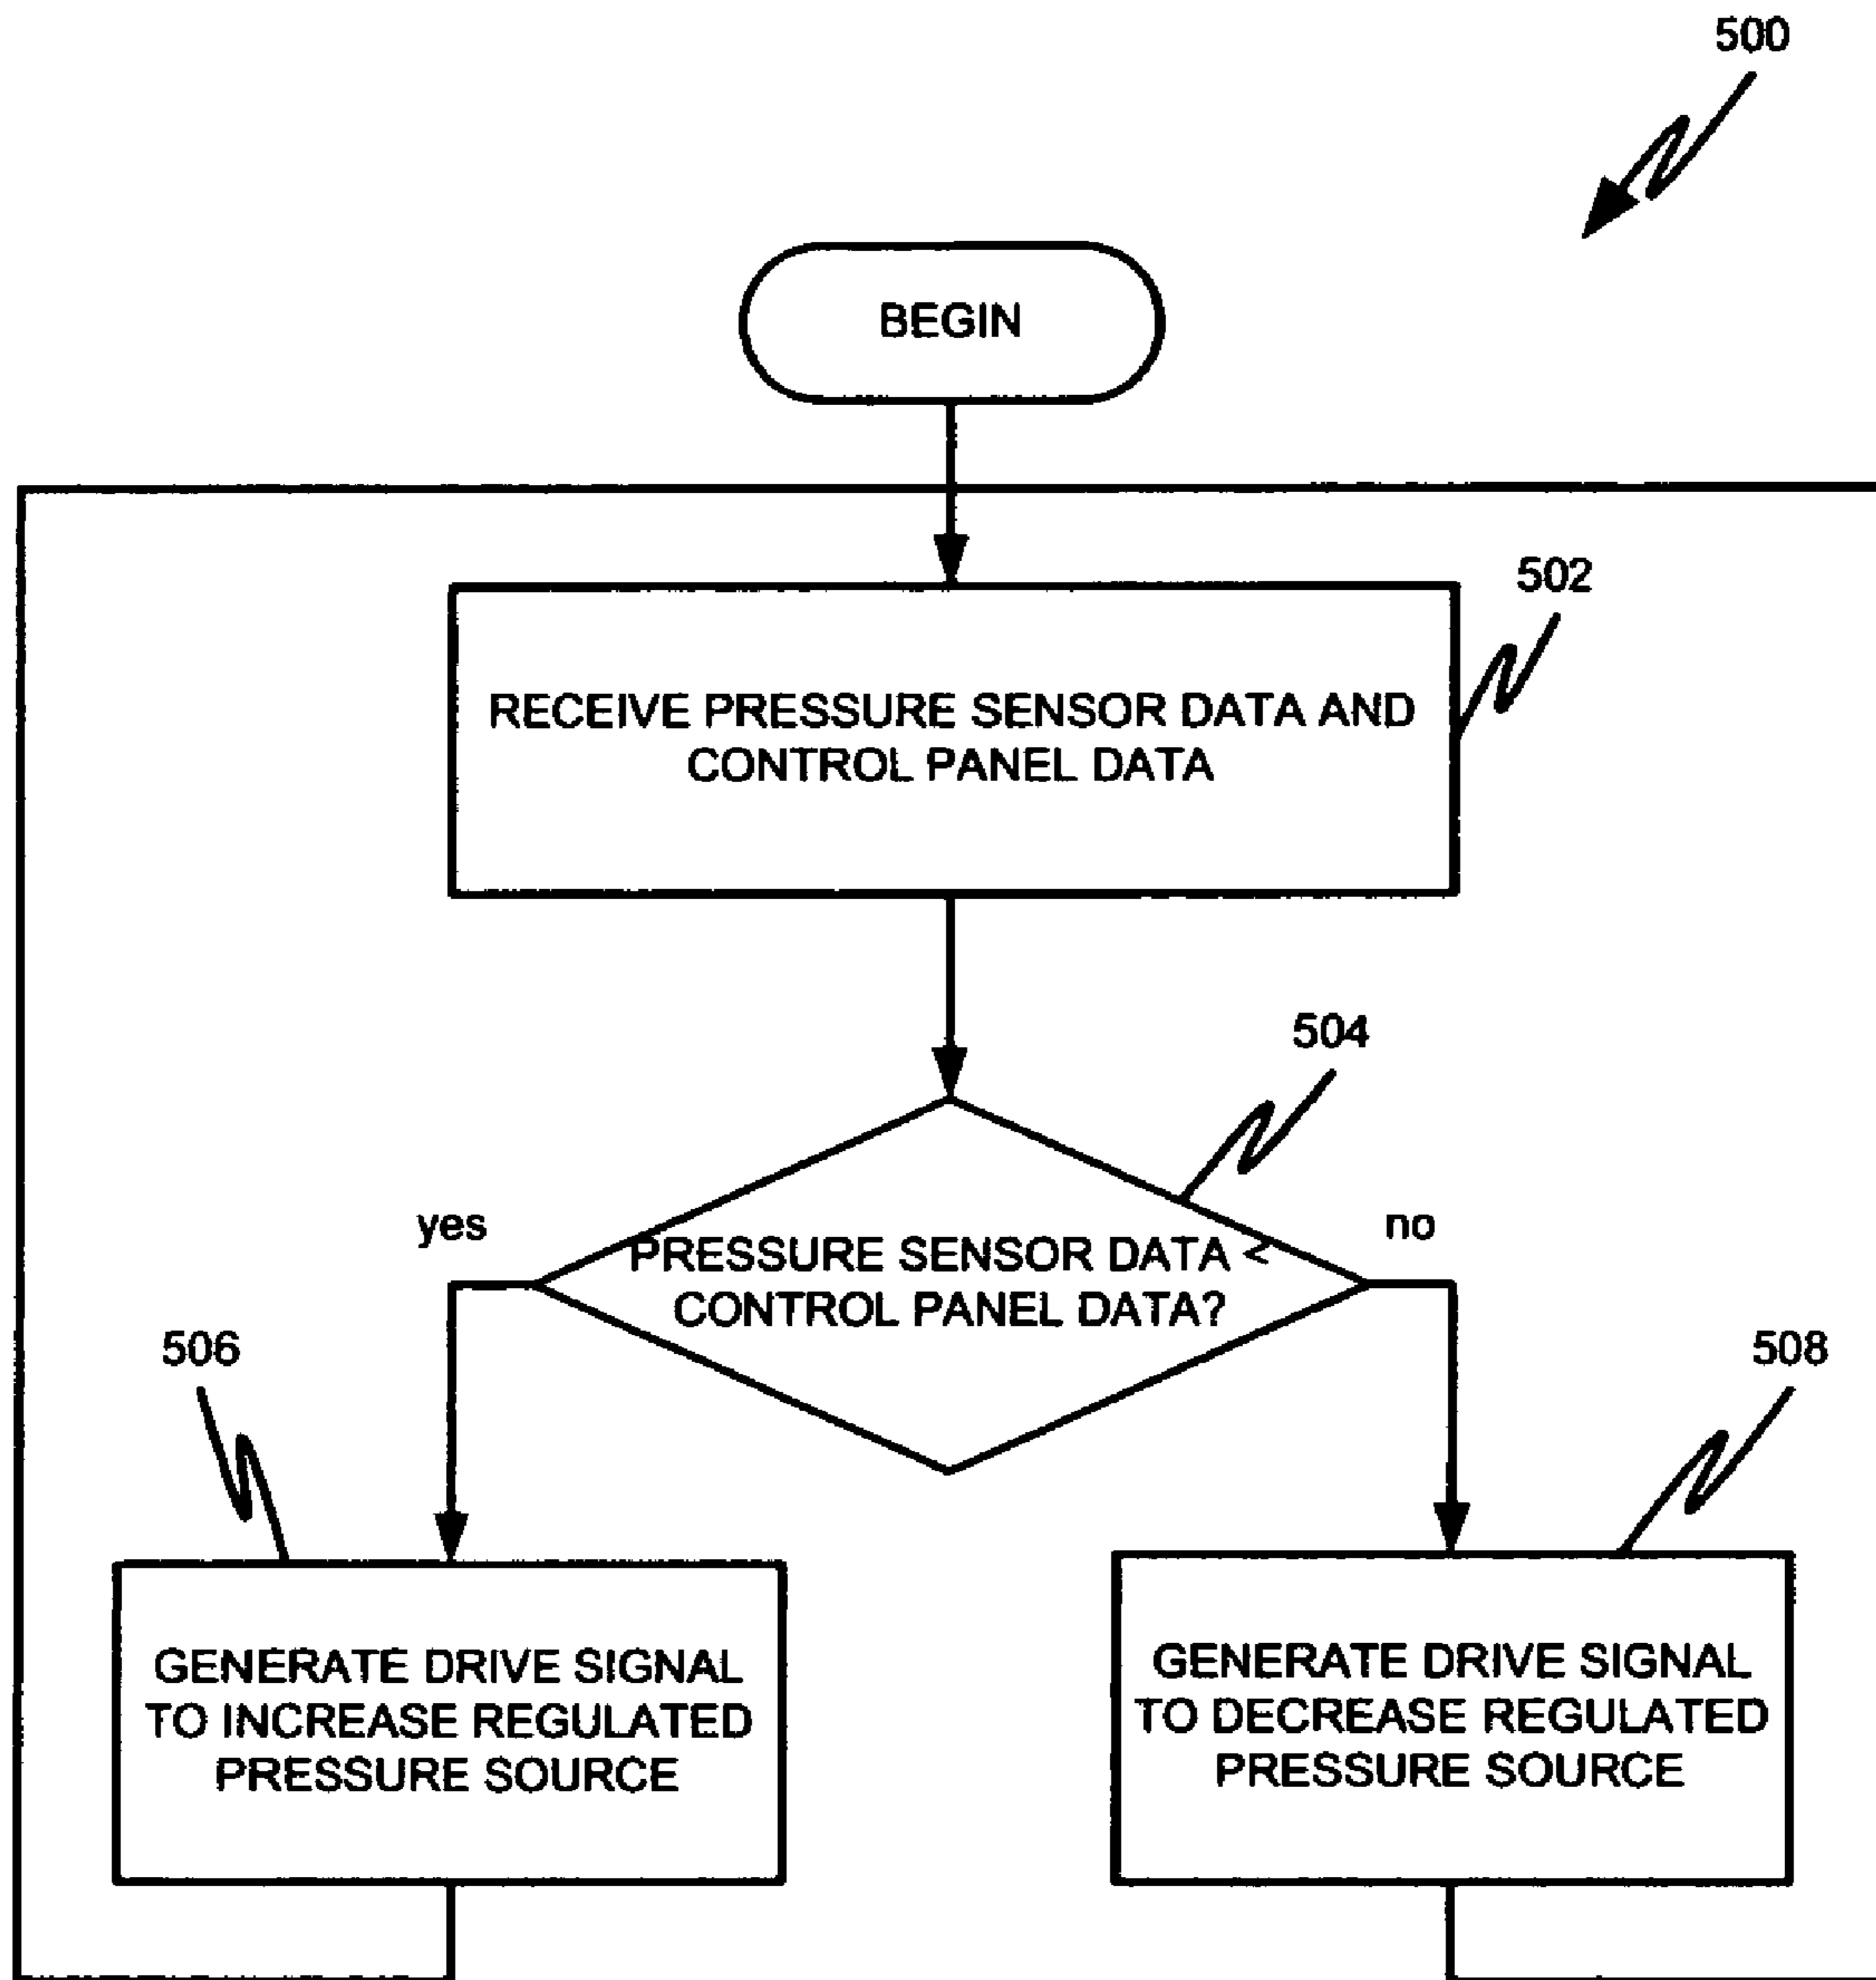 500
BEGIN
502
RECEIVE PRESSURE SENSOR DATA AND
CONTROL PANEL DATA
504
yes
no
PRESSURE SENSOR DATA <
CONTROL PANEL DATA?
506
508
GENERATE DRIVE SIGNAL
TO INCREASE REGULATED
PRESSURE SOURCE
GENERATE DRIVE SIGNAL
TO DECREASE REGULATED
PRESSURE SOURCE